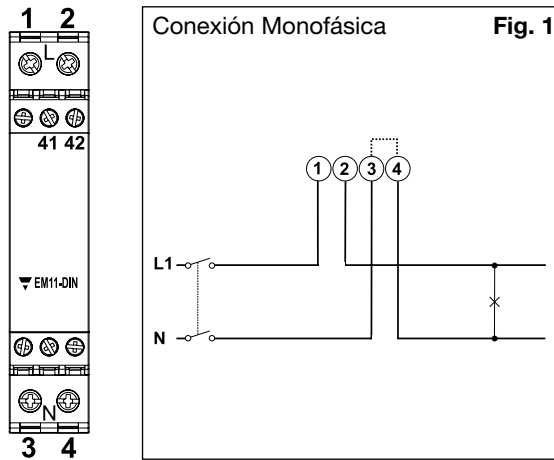 1 2
L
41 42
EM11-DIN
N
3 4
Conexión Monofásica Fig. 1
1 2 3 4
L1
N